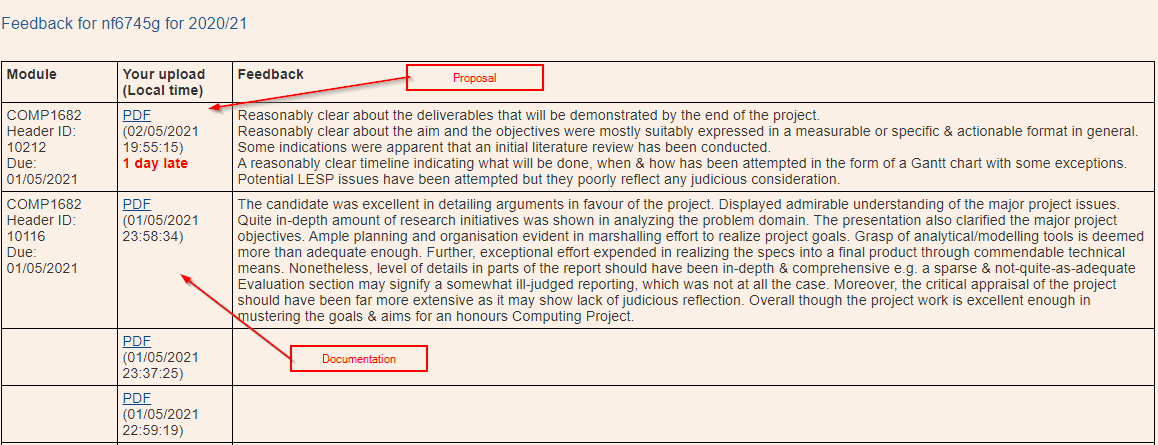 Feedback for nf6745g for 2020/21
Module
Your upload
(Local time)
Feedback
Proposal
COMP1682
Header ID:
10212
Due:
01/05/2021
PDF
(02/05/2021
19:55:15)
1 day late
Reasonably clear about the deliverables that will be demonstrated by the end of the project.
Reasonably clear about the aim and the objectives were mostly suitably expressed in a measurable or specific & actionable format in general.
Some indications were apparent that an initial literature review has been conducted.
A reasonably clear timeline indicating what will be done, when & how has been attempted in the form of a Gantt chart with some exceptions.
Potential LESP issues have been attempted but they poorly reflect any judicious consideration.
COMP1682
Header ID:
10116
Due:
01/05/2021
PDF
(01/05/2021
23:58:34)
The candidate was excellent in detailing arguments in favour of the project. Displayed admirable understanding of the major project issues.
Quite in-depth amount of research initiatives was shown in analyzing the problem domain. The presentation also clarified the major project
objectives. Ample planning and organisation evident in marshalling effort to realize project goals. Grasp of analytical/modelling tools is deemed
more than adequate enough. Further, exceptional effort expended in realizing the specs into a final product through commendable technical
means. Nonetheless, level of details in parts of the report should have been in-depth & comprehensive e.g. a sparse & not-quite-as-adequate
Evaluation section may signify a somewhat ill-judged reporting, which was not at all the case. Moreover, the critical appraisal of the project
should have been far more extensive as it may show lack of judicious reflection. Overall though the project work is excellent enough in
mustering the goals & aims for an honours Computing Project.
PDF
(01/05/2021
23:37:25)
Documentation
PDF
(01/05/2021
22:59:19)